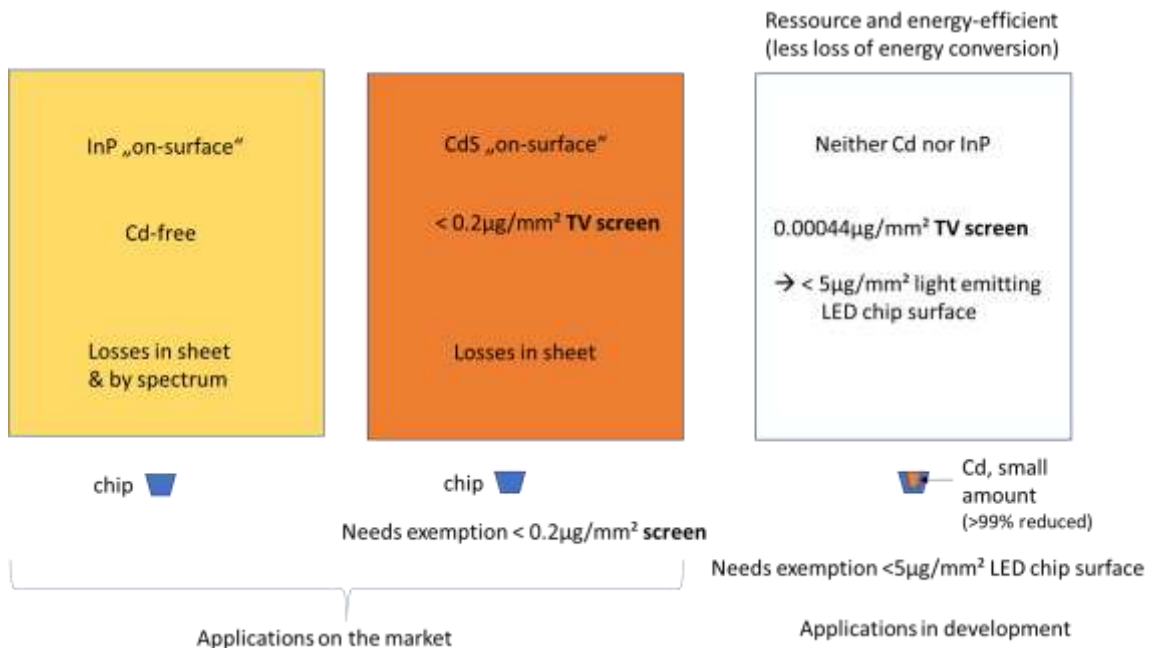 Ressource and energy-efficient
(less loss of energy conversion)
InP „on-surface“
Cd-free
Losses in sheet
& by spectrum
CdS „on-surface“
< 0.2µg/mm² TV screen
Losses in sheet
Neither Cd nor InP
0.00044µg/mm² TV screen
→ < 5µg/mm² light emitting
LED chip surface
chip
chip
Cd, small
amount
(>99% reduced)
Needs exemption < 0.2µg/mm² screen
Needs exemption <5µg/mm² LED chip surface
Applications on the market
Applications in development